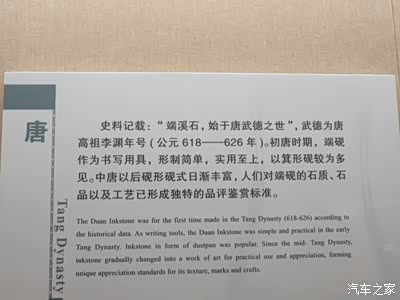 唐
Tang Dynasty
史料记载：“端溪石，始于唐武德之世”，武德为唐
高祖李渊年号（公元618——626年）。初唐时期，端砚
作为书写用具，形制简单，实用至上，以箕形砚较为多
见。中唐以后砚形砚式日渐丰富，人们对端砚的石质、石
品以及工艺已形成独特的品评鉴赏标准。
The Duan Inkstone was for the first time made in the Tang Dynasty (618-626) according to
the historical data. As writing tools, the Duan Inkstone was simple and practical in the early
Tang Dynasty. Inkstone in form of dustpan was popular. Since the mid- Tang Dynasty,
inkstone gradually changed into a work of art for practical use and appreciation, forming
unique appreciation standards for its texture, marks and crafts.
汽车之家